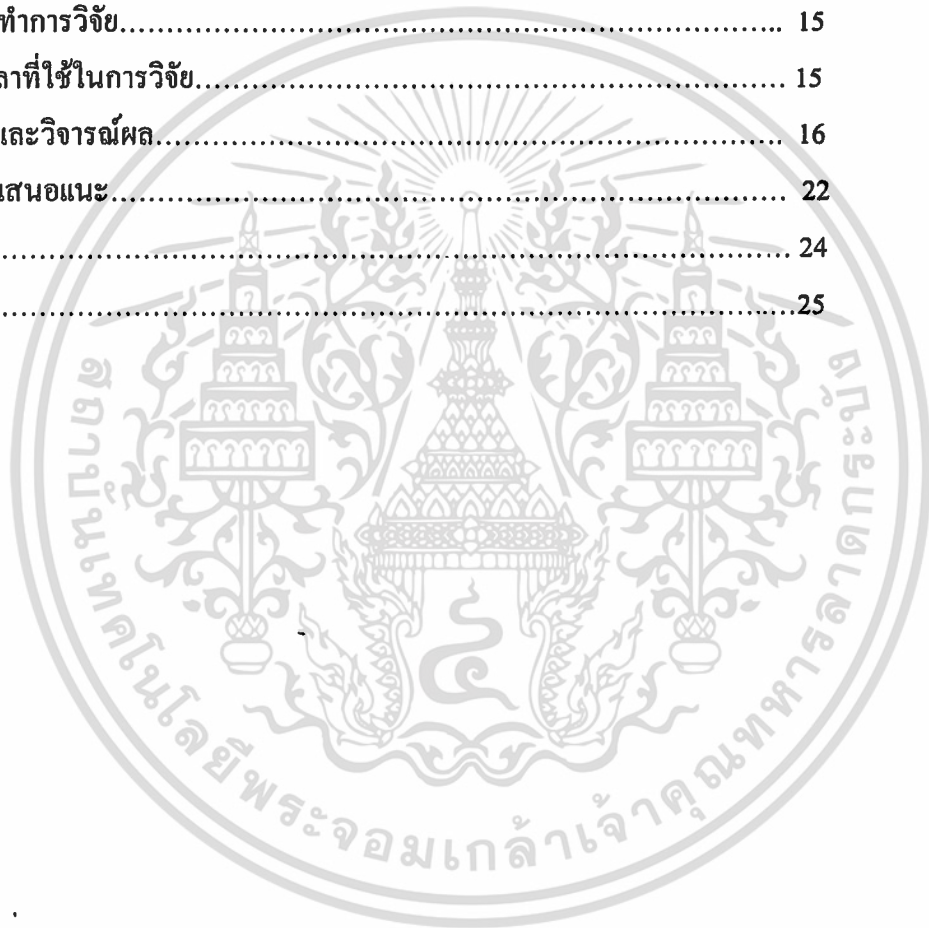 ทำการวิจัย.............................................................................. 15
ลาที่ใช้ในการวิจัย.................................................................. 15
และวิจารณ์ผล....................................................................... 16
นเสนอแนะ............................................................................ 22
............................................................................................. 24
.............................................................................................25
สถาบันเทคโนโลยีพระจอมเกล้าเจ้าคุณทหารลาดกระบัง